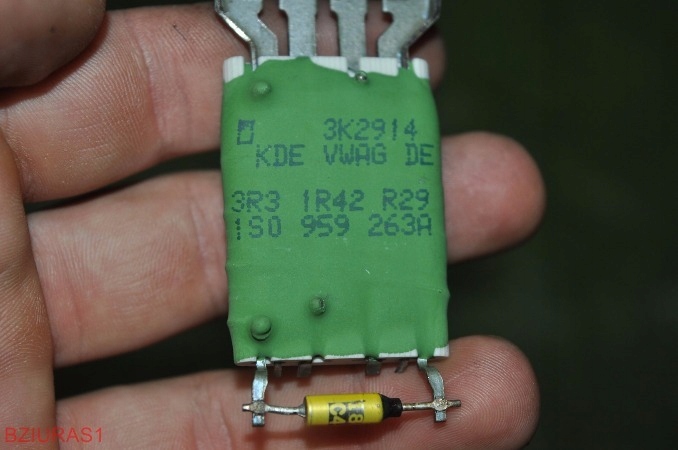 3K2914
KDE VWAG DE
3R3 1R42 R29
1S0 959 263A
BZIURAS1